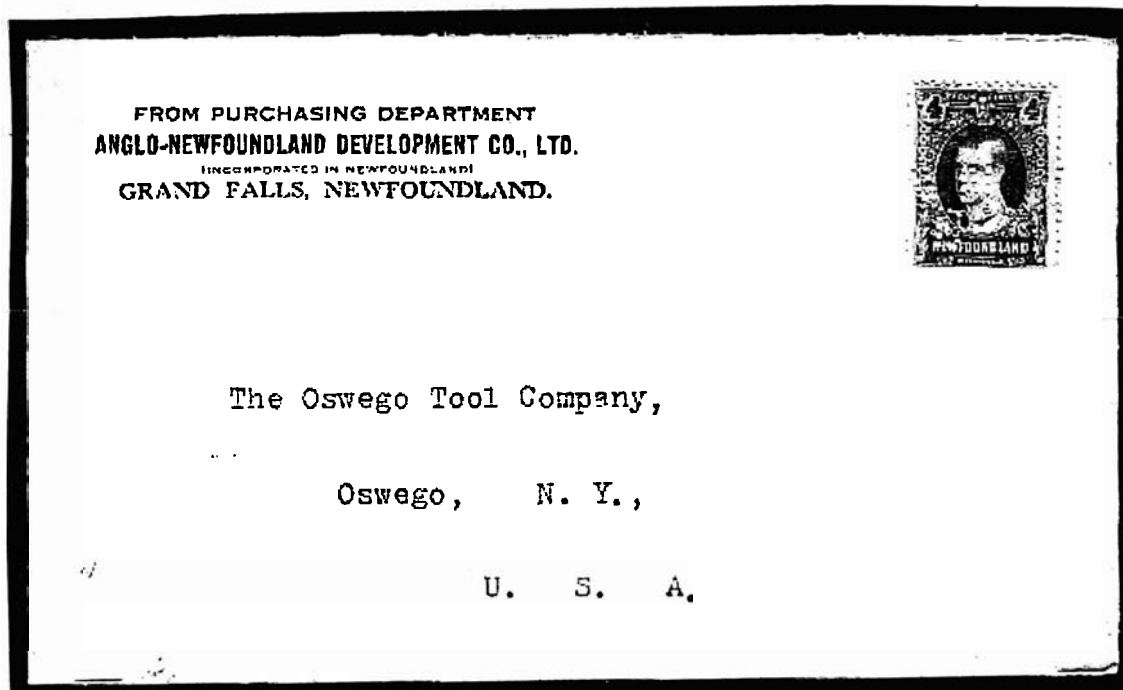 FROM PURCHASING DEPARTMENT
ANGLO-NEWFOUNDLAND DEVELOPMENT CO., LTD.
(INCORPORATED IN NEWFOUNDLAND)
GRAND FALLS, NEWFOUNDLAND.
4 4
NEWFOUNDLAND
The Oswego Tool Company,
Oswego, N. Y.,
U. S. A.